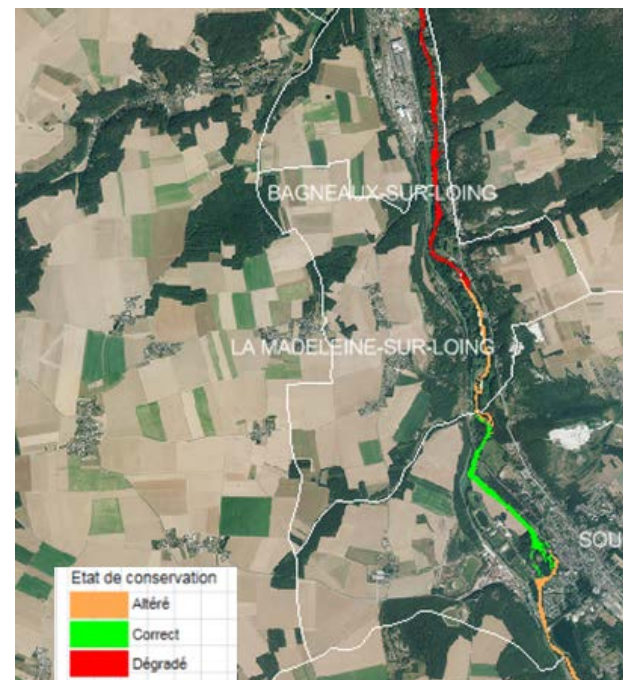 BAGNEAUX-SUR-LOING
LA MADELEINE-SUR-LOING
SOU
Etat de conservation
Altéré
Correct
Dégradé